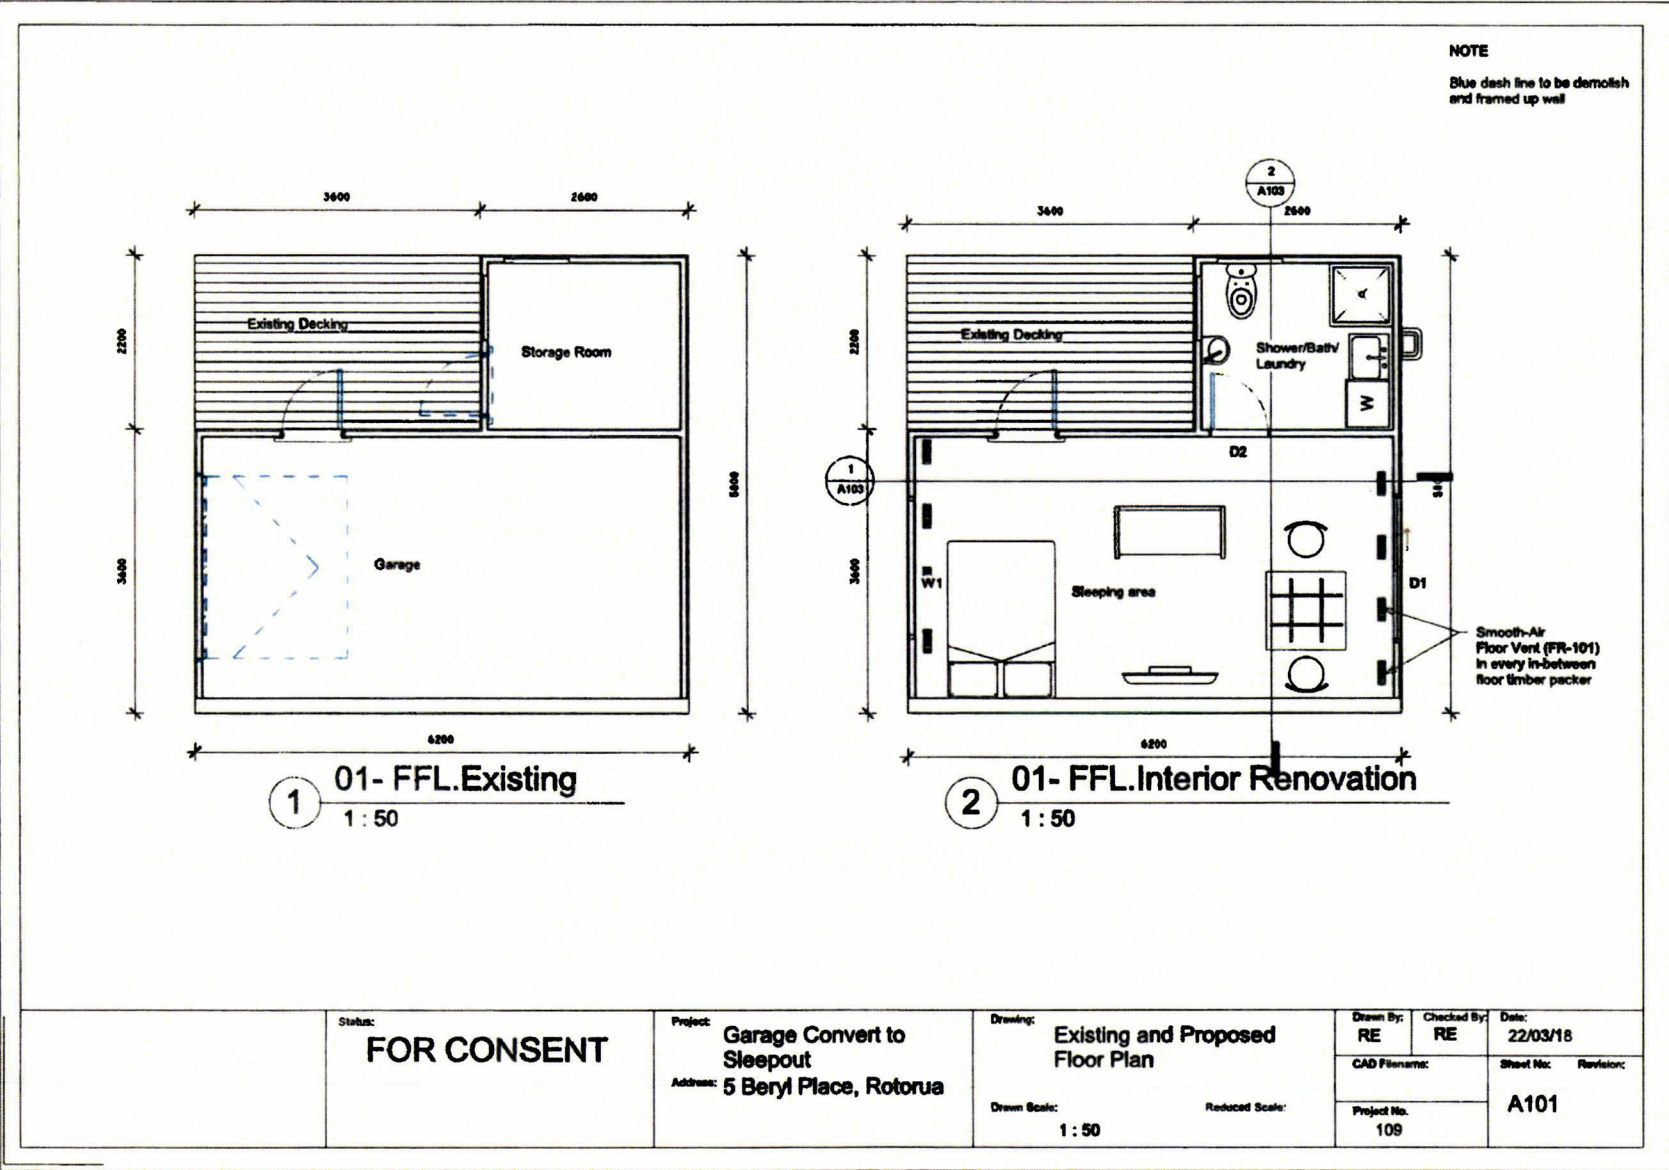 NOTE
Blue dash line to be demolish
and framed up wall
3600
2600
2200
Existing Decking
Storage Room
3600
Garage
5800
6200
1
01- FFL.Existing
1 : 50
2
A103
3600
2600
2200
Existing Decking
Shower/Bath/
Laundry
W
D2
1
A103
3600
W1
Sleeping area
D1
Smooth-Air
Floor Vent (FR-101)
in every in-between
floor timber packer
6200
2
01- FFL.Interior Renovation
1 : 50
Status:
FOR CONSENT
Project:
Garage Convert to
Sleepout
Address: 5 Beryl Place, Rotorua
Drawing:
Existing and Proposed
Floor Plan
Drawn Scale:
1 : 50
Reduced Scale:
Drawn By:
RE
Checked By:
RE
Date:
22/03/18
CAD Filename:
Sheet No:
Revision:
A101
Project No.
109